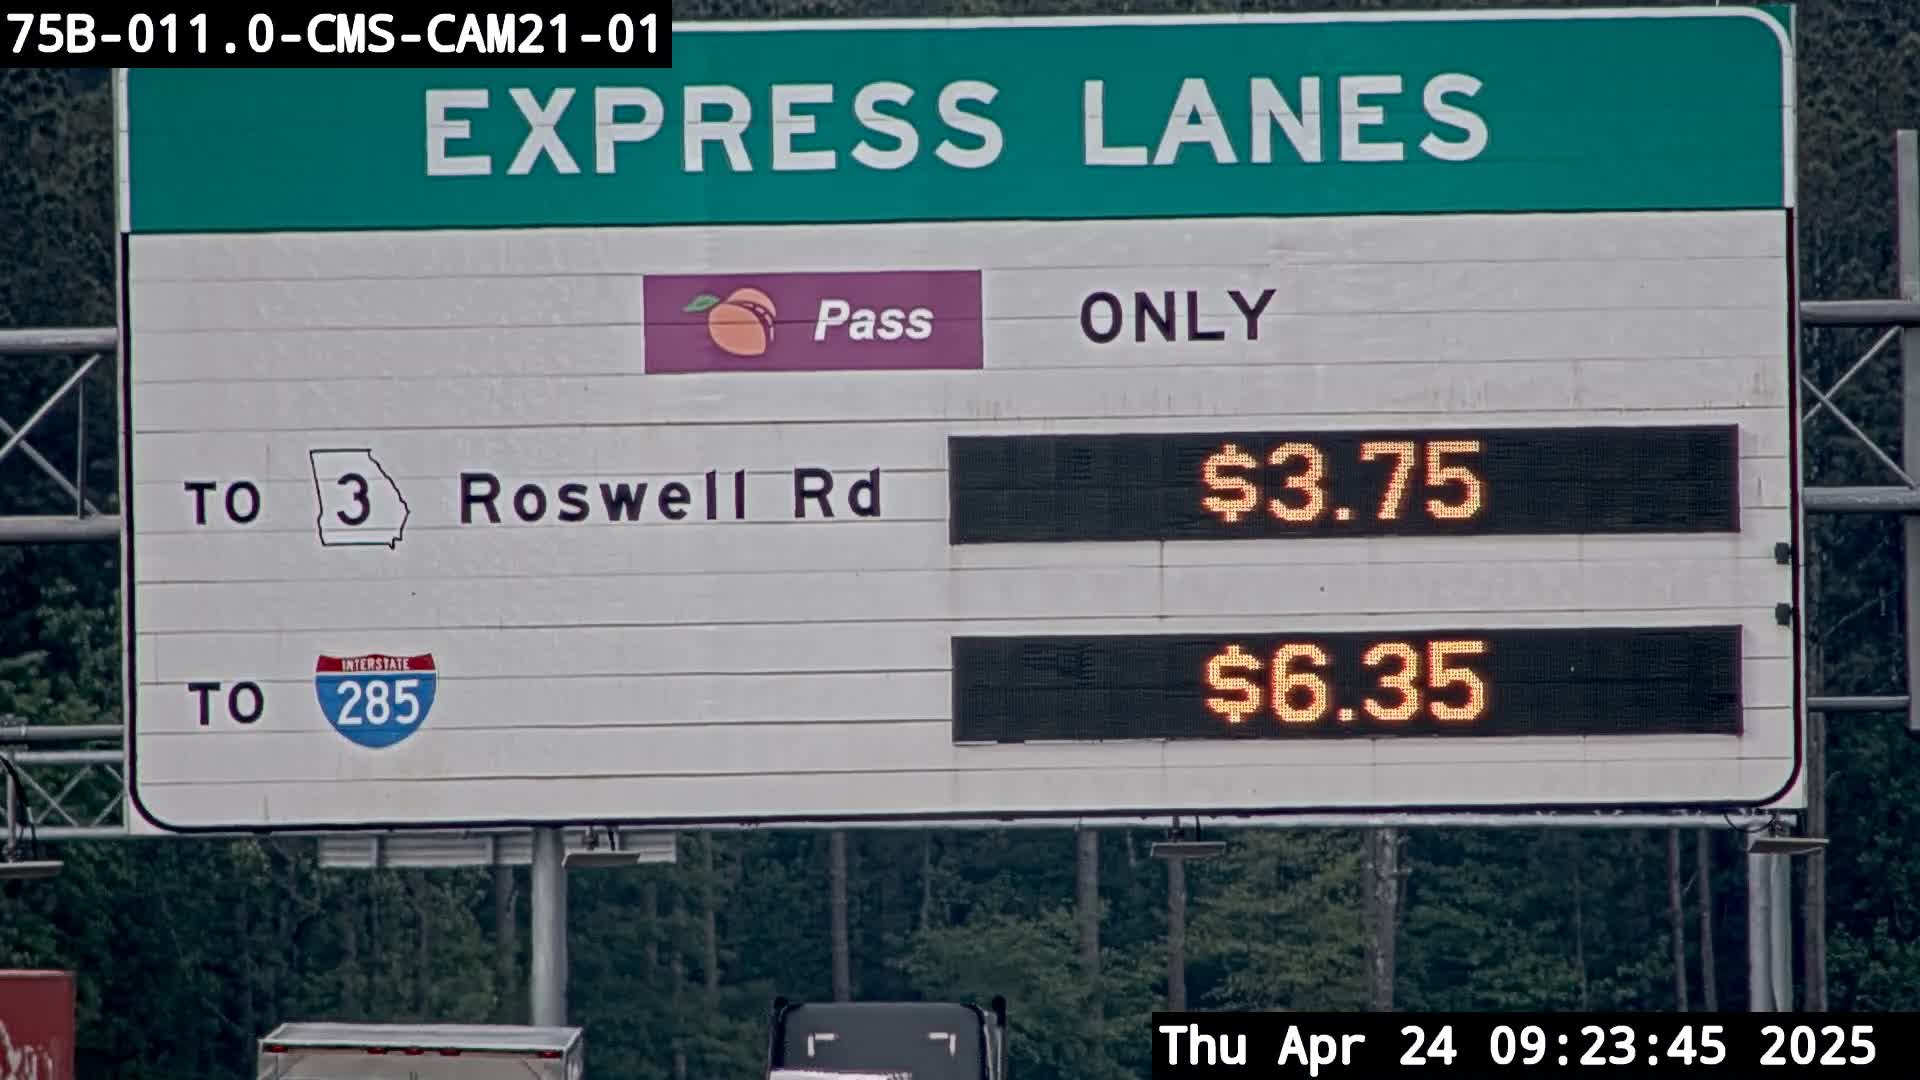 75B-011.0-CMS-CAM21-01
EXPRESS LANES
Pass ONLY
TO 3 Roswell Rd $3.75
INTERSTATE
TO 285 $6.35
Thu Apr 24 09:23:45 2025